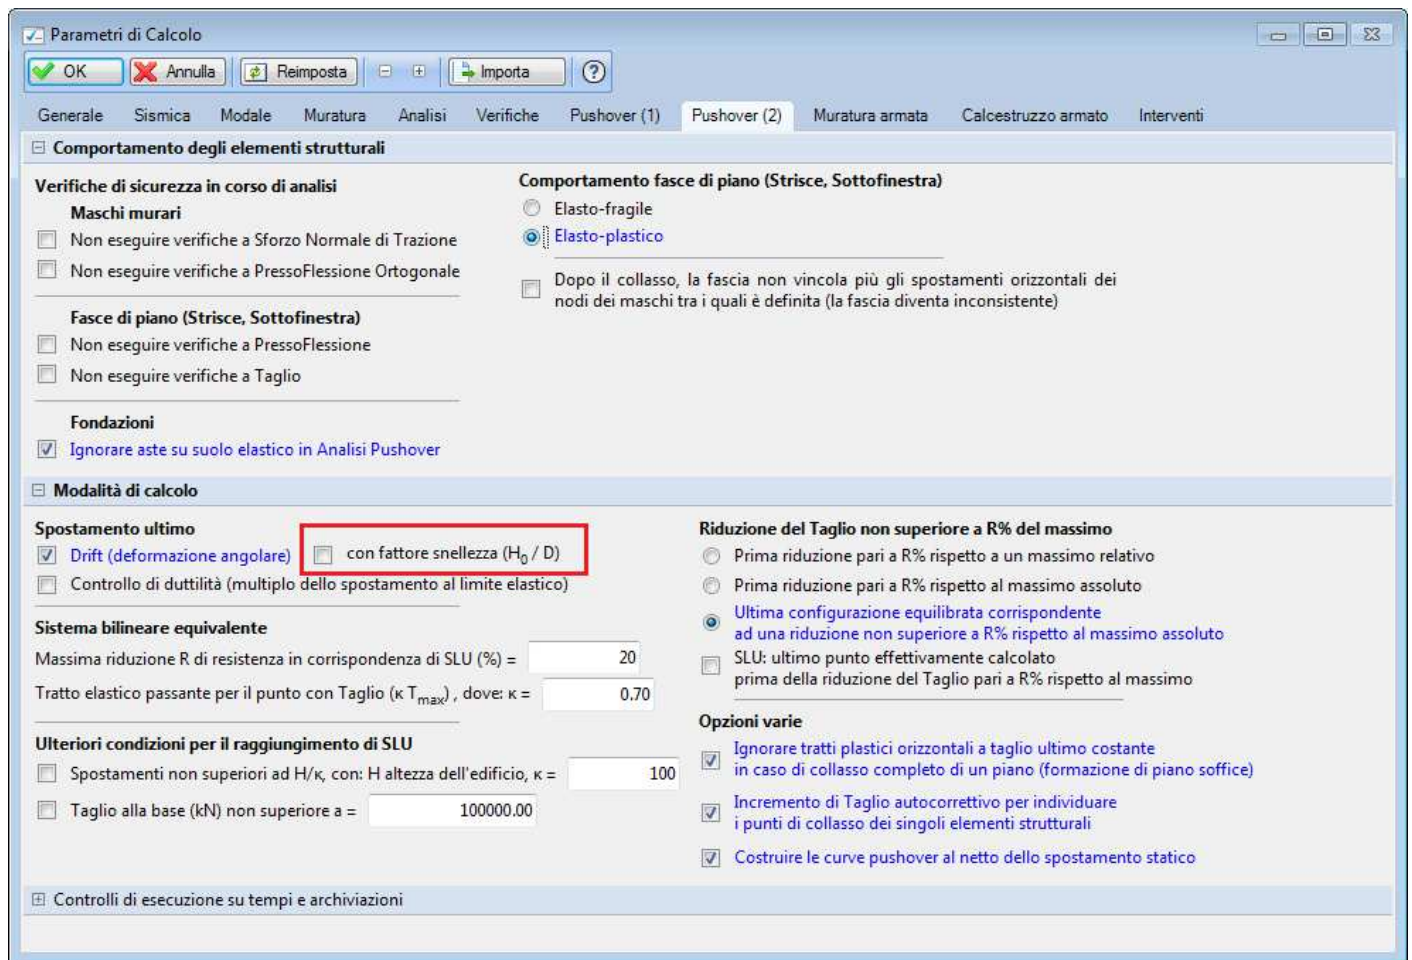 Parametri di Calcolo
OK Annulla Reimposta Importa ?
Generale Sismica Modale Muratura Analisi Verifiche Pushover (1) Pushover (2) Muratura armata Calcestruzzo armato Interventi
Comportamento degli elementi strutturali
Verifiche di sicurezza in corso di analisi
Maschi murari
Non eseguire verifiche a Sforzo Normale di Trazione
Non eseguire verifiche a PressoFlessione Ortogonale
Fasce di piano (Strisce, Sottofinestra)
Non eseguire verifiche a PressoFlessione
Non eseguire verifiche a Taglio
Fondazioni
Ignorare aste su suolo elastico in Analisi Pushover
Comportamento fasce di piano (Strisce, Sottofinestra)
Elasto-fragile
Elasto-plastico
Dopo il collasso, la fascia non vincola più gli spostamenti orizzontali dei
nodi dei maschi tra i quali è definita (la fascia diventa inconsistente)
Modalità di calcolo
Spostamento ultimo
Drift (deformazione angolare) con fattore snellezza (H0 / D)
Controllo di duttilità (multiplo dello spostamento al limite elastico)
Sistema bilineare equivalente
Massima riduzione R di resistenza in corrispondenza di SLU (%) = 20
Tratto elastico passante per il punto con Taglio (κ Tmax) , dove: κ = 0.70
Ulteriori condizioni per il raggiungimento di SLU
Spostamenti non superiori ad H/κ, con: H altezza dell'edificio, κ = 100
Taglio alla base (kN) non superiore a = 100000.00
Riduzione del Taglio non superiore a R% del massimo
Prima riduzione pari a R% rispetto a un massimo relativo
Prima riduzione pari a R% rispetto al massimo assoluto
Ultima configurazione equilibrata corrispondente
ad una riduzione non superiore a R% rispetto al massimo assoluto
SLU: ultimo punto effettivamente calcolato
prima della riduzione del Taglio pari a R% rispetto al massimo
Opzioni varie
Ignorare tratti plastici orizzontali a taglio ultimo costante
in caso di collasso completo di un piano (formazione di piano soffice)
Incremento di Taglio autocorrettivo per individuare
i punti di collasso dei singoli elementi strutturali
Costruire le curve pushover al netto dello spostamento statico
Controlli di esecuzione su tempi e archiviazioni